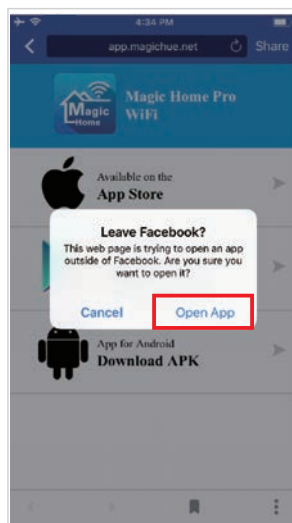 4:34 PM
app.magichue.net
Share
Magic Home
Magic Home Pro
WiFi
Available on the
App Store
Leave Facebook?
This web page is trying to open an app
outside of Facebook. Are you sure you
want to open it?
Cancel
Open App
App for Android
Download APK